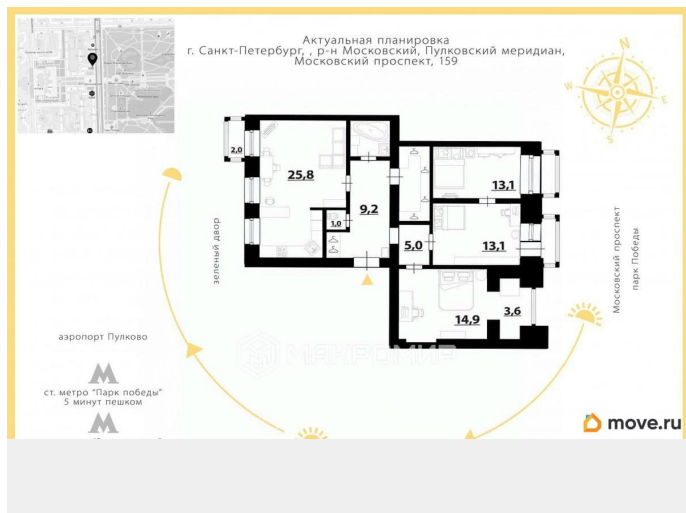 Актуальная планировка
г. Санкт-Петербург, , р-н Московский, Пулковский меридиан,
Московский проспект, 159
N
W
E
S
2,0
25,8
9,2
1,0
5,0
13,1
13,1
14,9
3,6
зеленый двор
Московский проспект
парк Победы
МАКРОМИР
аэропорт Пулково
ст. метро "Парк победы"
5 минут пешком
move.ru